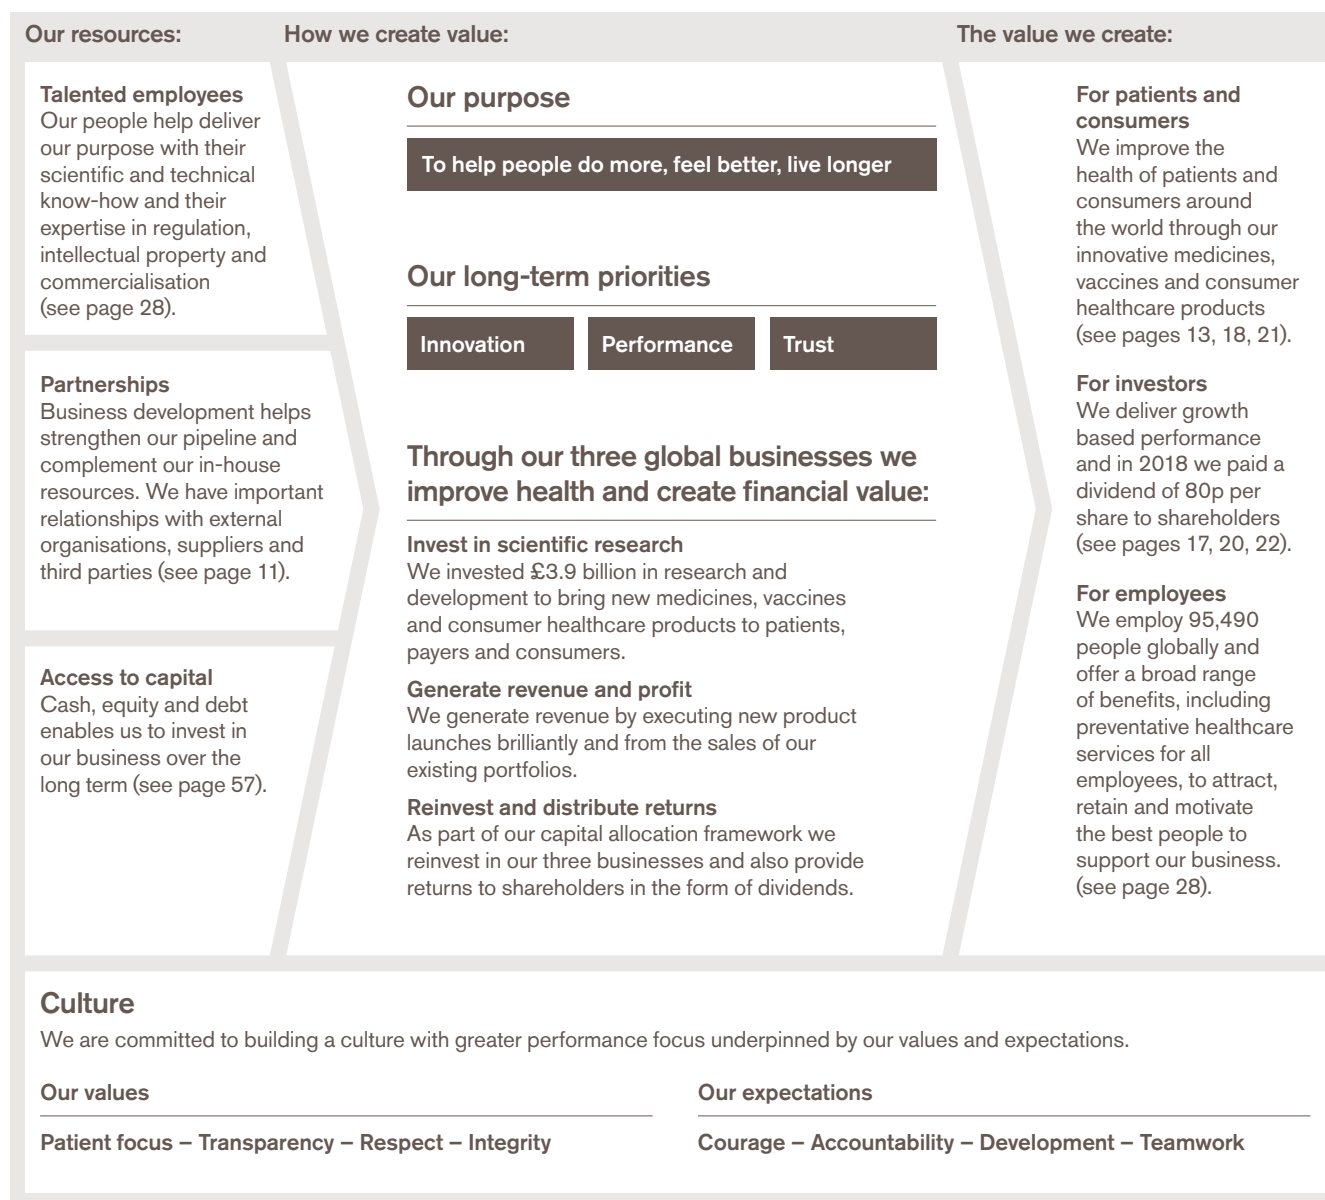 Our resources:
Talented employees
Our people help deliver
our purpose with their
scientific and technical
know-how and their
expertise in regulation,
intellectual property and
commercialisation
(see page 28).
Partnerships
Business development helps
strengthen our pipeline and
complement our in-house
resources. We have important
relationships with external
organisations, suppliers and
third parties (see page 11).
Access to capital
Cash, equity and debt
enables us to invest in
our business over the
long term (see page 57).
How we create value:
Our purpose
To help people do more, feel better, live longer
Our long-term priorities
Innovation
Performance
Trust
Through our three global businesses we
improve health and create financial value:
Invest in scientific research
We invested £3.9 billion in research and
development to bring new medicines, vaccines
and consumer healthcare products to patients,
payers and consumers.
Generate revenue and profit
We generate revenue by executing new product
launches brilliantly and from the sales of our
existing portfolios.
Reinvest and distribute returns
As part of our capital allocation framework we
reinvest in our three businesses and also provide
returns to shareholders in the form of dividends.
The value we create:
For patients and
consumers
We improve the
health of patients and
consumers around
the world through our
innovative medicines,
vaccines and consumer
healthcare products
(see pages 13, 18, 21).
For investors
We deliver growth
based performance
and in 2018 we paid a
dividend of 80p per
share to shareholders
(see pages 17, 20, 22).
For employees
We employ 95,490
people globally and
offer a broad range
of benefits, including
preventative healthcare
services for all
employees, to attract,
retain and motivate
the best people to
support our business.
(see page 28).
Culture
We are committed to building a culture with greater performance focus underpinned by our values and expectations.
Our values
Patient focus – Transparency – Respect – Integrity
Our expectations
Courage – Accountability – Development – Teamwork